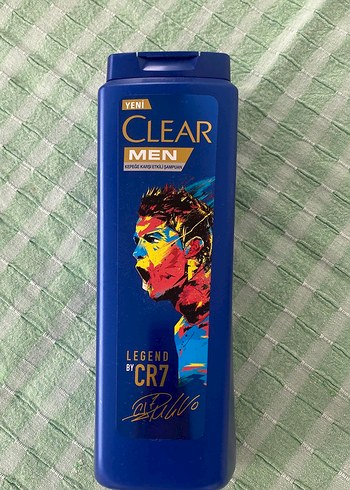 YENİ
CLEAR
MEN
KEPEĞE KARŞI ETKİLİ ŞAMPUAN
LEGEND
BY CR7